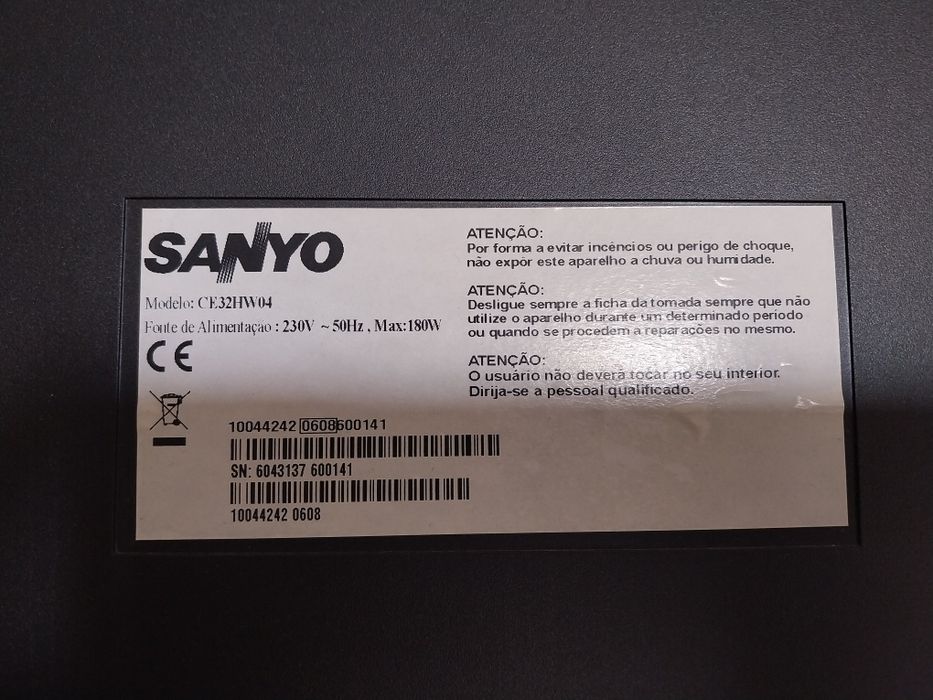 SANYO
Modelo: CE32HW04
Fonte de Alimentação : 230V ~ 50Hz , Max:180W
CE
10044242 0608600141
SN: 6043137 600141
10044242 0608
ATENÇÃO:
Por forma a evitar incêncios ou perigo de choque,
não expôr este aparelho a chuva ou humidade.
ATENÇÃO:
Desligue sempre a ficha da tomada sempre que não
utilize o aparelho durante um determinado periodo
ou quando se procedem a reparações no mesmo.
ATENÇÃO:
O usuário não deverá tocar no seu interior.
Dirija-se a pessoal qualificado.